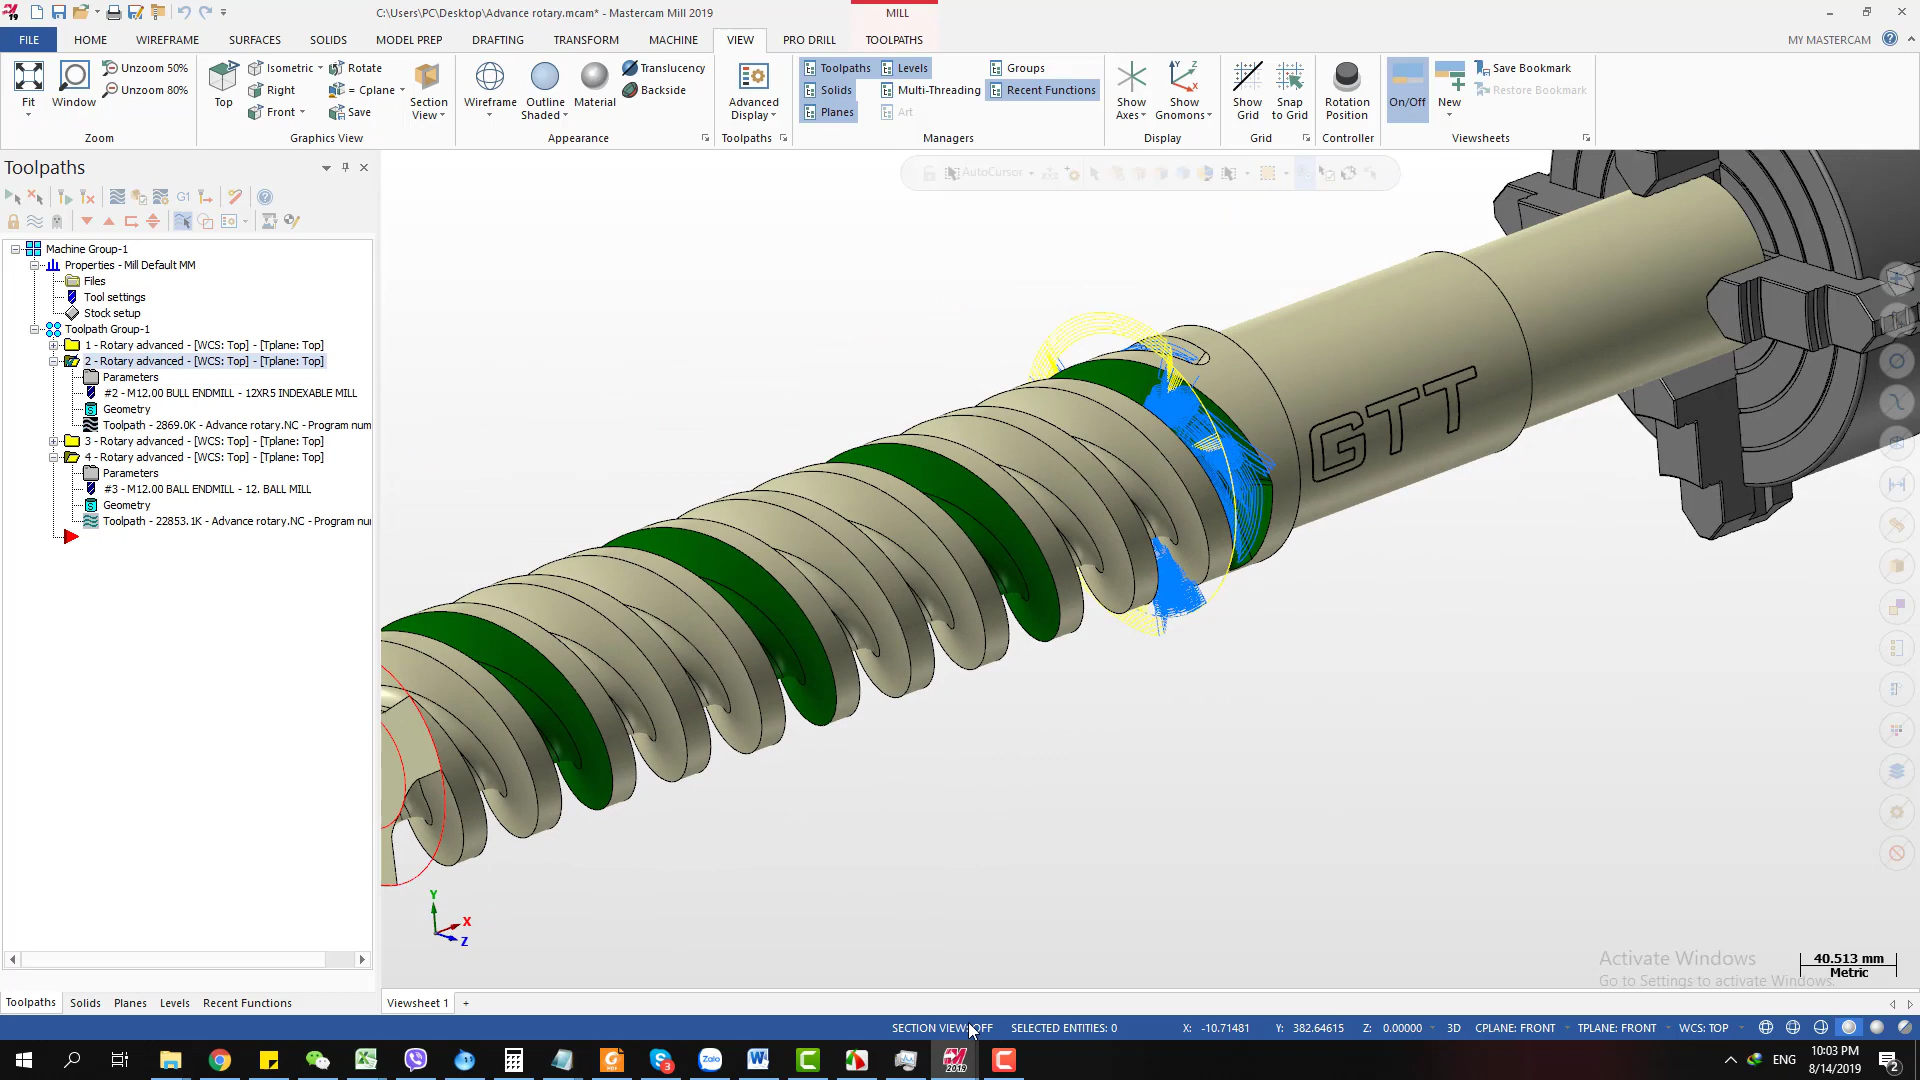 C:\Users\PC\Desktop\Advance rotary.mcam* - Mastercam Mill 2019
MILL
FILE HOME WIREFRAME SURFACES SOLIDS MODEL PREP DRAFTING TRANSFORM MACHINE VIEW PRO DRILL TOOLPATHS MY MASTERCAM
Fit
Window
Unzoom 50%
Unzoom 80%
Zoom
Top
Isometric
Right
Front
Rotate
= Cplane
Save
Section View
Graphics View
Wireframe
Outline Shaded
Material
Translucency
Backside
Appearance
Advanced Display
Toolpaths
Toolpaths
Solids
Planes
Levels
Multi-Threading
Art
Groups
Recent Functions
Managers
Show Axes
Show Gnomons
Display
Show Grid
Snap to Grid
Grid
Rotation Position
Controller
On/Off
New
Save Bookmark
Restore Bookmark
Viewsheets
Toolpaths
G1
AutoCursor
Machine Group-1
Properties - Mill Default MM
Files
Tool settings
Stock setup
Toolpath Group-1
1 - Rotary advanced - [WCS: Top] - [Tplane: Top]
2 - Rotary advanced - [WCS: Top] - [Tplane: Top]
Parameters
#2 - M12.00 BULL ENDMILL - 12XR5 INDEXABLE MILL
Geometry
Toolpath - 2869.0K - Advance rotary.NC - Program num
3 - Rotary advanced - [WCS: Top] - [Tplane: Top]
4 - Rotary advanced - [WCS: Top] - [Tplane: Top]
Parameters
#3 - M12.00 BALL ENDMILL - 12. BALL MILL
Geometry
Toolpath - 22853.1K - Advance rotary.NC - Program nu
GTT
Y
X
Z
Activate Windows
Go to Settings to activate Windows.
40.513 mm
Metric
Toolpaths Solids Planes Levels Recent Functions
Viewsheet 1 +
SECTION VIEW: OFF SELECTED ENTITIES: 0 X: -10.71481 Y: 382.64615 Z: 0.00000 3D CPLANE: FRONT TPLANE: FRONT WCS: TOP
ENG
10:03 PM
8/14/2019